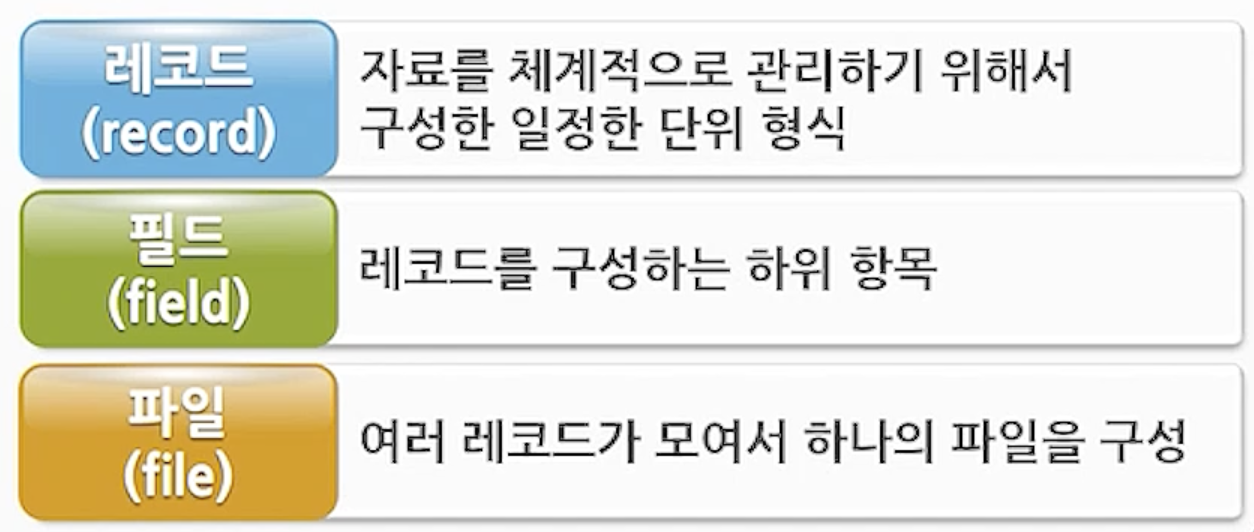 레코드
(record)
자료를 체계적으로 관리하기 위해서
구성한 일정한 단위 형식
필드
(field)
레코드를 구성하는 하위 항목
파일
(file)
여러 레코드가 모여서 하나의 파일을 구성